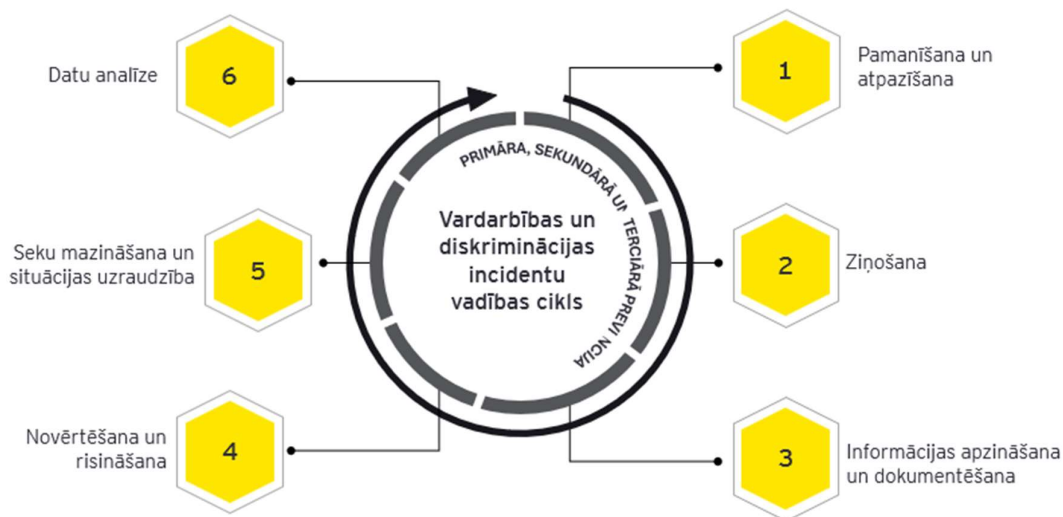 Datu analīze
6
1
Pamanīšana un
atpazīšana
PRIMĀRA, SEKUNDĀRĀ UN TERCIĀRĀ PREVENCIJA
Vardarbības un
diskriminācijas
incidentu
vadības cikls
Seku mazināšana un
situācijas uzraudzība
5
2
Ziņošana
Novērtēšana un
risināšana
4
3
Informācijas apzināšana
un dokumentēšana